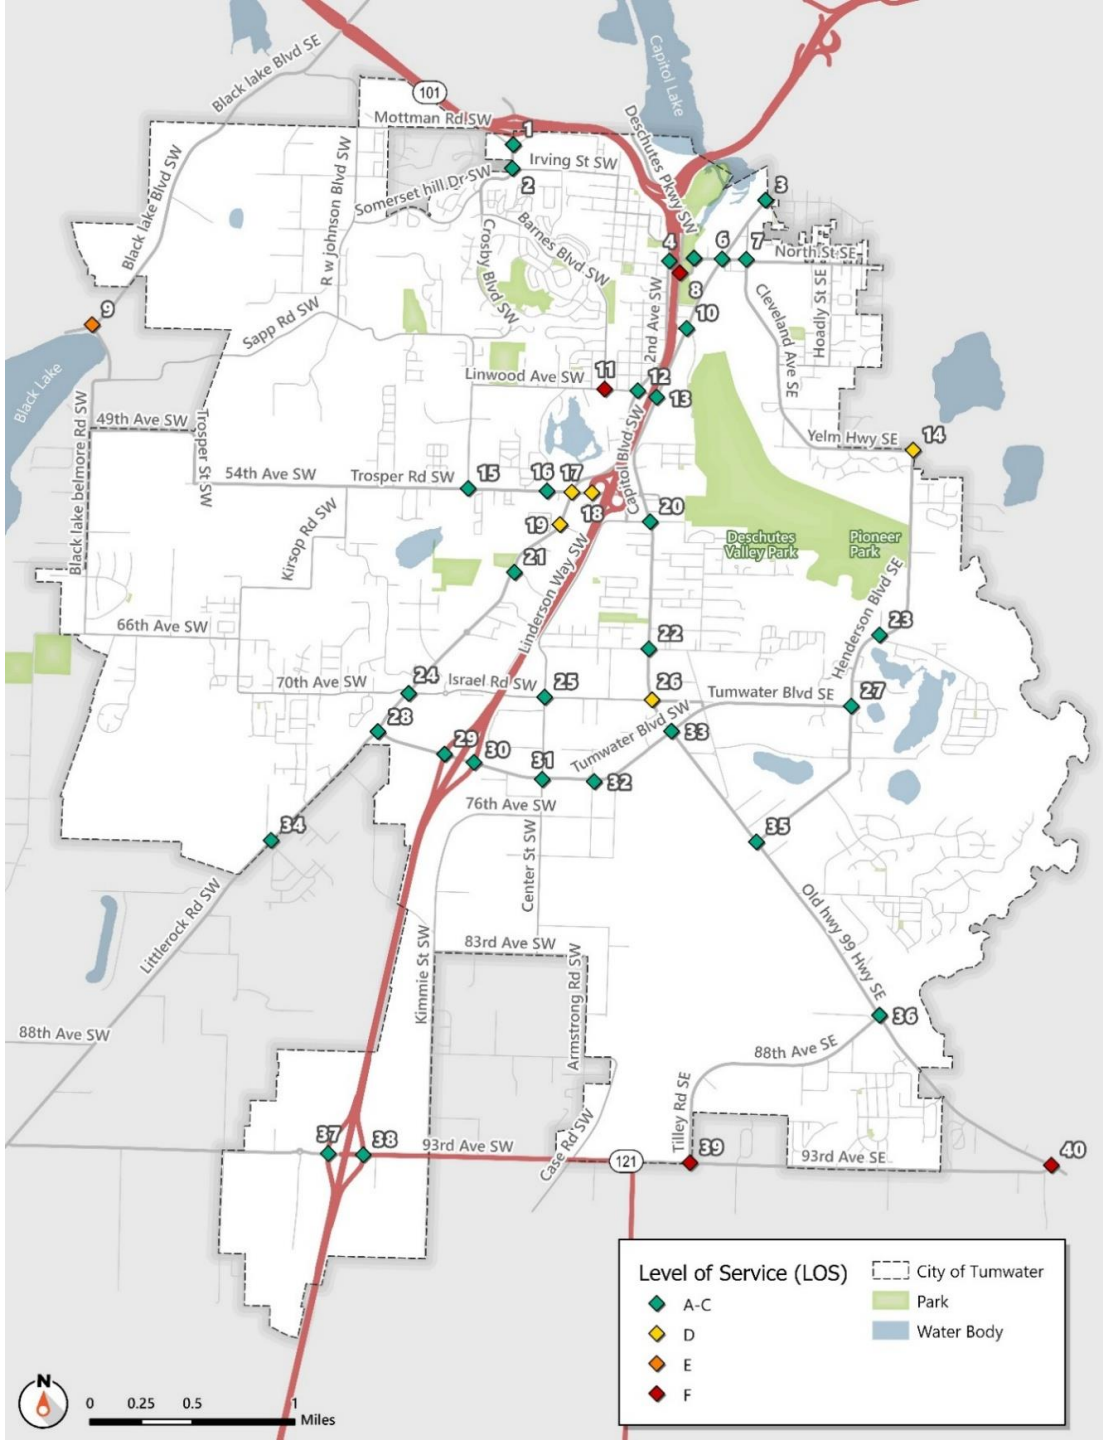 Black lake Blvd SE
Capitol Lake
101
Mottman Rd SW
1
Deschutes Pkwy SW
Irving St SW
Black lake Blvd SW
R w johnson Blvd SW
Somerset hill Dr SW
2
3
Crosby Blvd SW
Barnes Blvd SW
4
6
7
North St SE
8
9
Cleveland Ave SE
Hoadly St SE
2nd Ave SW
10
Sapp Rd SW
Black Lake
Linwood Ave SW
11
12
13
49th Ave SW
Trosper St SW
Capitol Blvd SW
Yelm Hwy SE
14
Black lake belmore Rd SW
54th Ave SW
Trosper Rd SW
15
16
17
18
19
20
Kirsop Rd SW
Deschutes
Valley Park
Pioneer
Park
21
Linderson Way SW
Henderson Blvd SE
66th Ave SW
22
23
70th Ave SW
24
Israel Rd SW
25
26
Tumwater Blvd SE
27
28
29
30
31
Tumwater Blvd SW
32
33
76th Ave SW
34
Center St SW
35
Littlerock Rd SW
Old hwy 99 Hwy SE
83rd Ave SW
Kimmie St SW
Armstrong Rd SW
36
88th Ave SW
88th Ave SE
Tilley Rd SE
37
38
93rd Ave SW
Case Rd SW
121
39
93rd Ave SE
40
Level of Service (LOS)
A-C
D
E
F
City of Tumwater
Park
Water Body
N
0 0.25 0.5 1
Miles